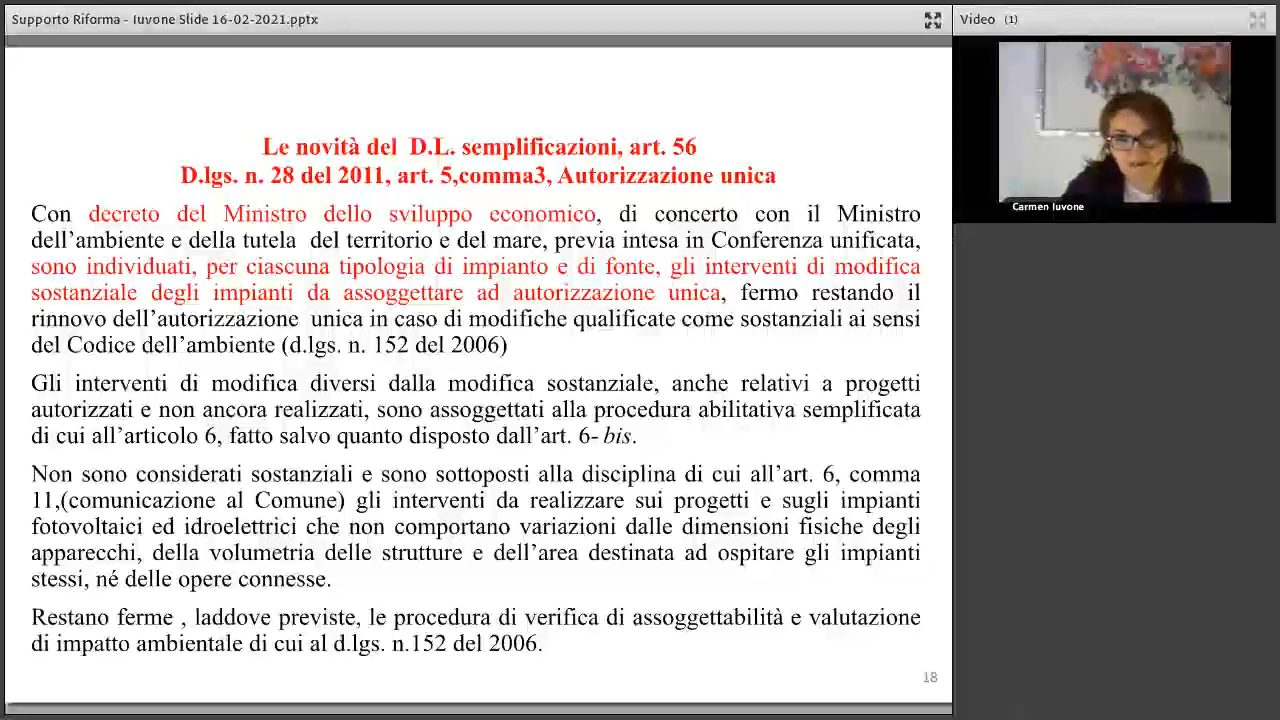 Supporto Riforma - Iuvone Slide 16-02-2021.pptx
Video (1)
Carmen Iuvone
Le novità del D.L. semplificazioni, art. 56
D.lgs. n. 28 del 2011, art. 5,comma3, Autorizzazione unica
Con decreto del Ministro dello sviluppo economico, di concerto con il Ministro
dell’ambiente e della tutela del territorio e del mare, previa intesa in Conferenza unificata,
sono individuati, per ciascuna tipologia di impianto e di fonte, gli interventi di modifica
sostanziale degli impianti da assoggettare ad autorizzazione unica, fermo restando il
rinnovo dell’autorizzazione unica in caso di modifiche qualificate come sostanziali ai sensi
del Codice dell’ambiente (d.lgs. n. 152 del 2006)
Gli interventi di modifica diversi dalla modifica sostanziale, anche relativi a progetti
autorizzati e non ancora realizzati, sono assoggettati alla procedura abilitativa semplificata
di cui all’articolo 6, fatto salvo quanto disposto dall’art. 6- bis.
Non sono considerati sostanziali e sono sottoposti alla disciplina di cui all’art. 6, comma
11,(comunicazione al Comune) gli interventi da realizzare sui progetti e sugli impianti
fotovoltaici ed idroelettrici che non comportano variazioni dalle dimensioni fisiche degli
apparecchi, della volumetria delle strutture e dell’area destinata ad ospitare gli impianti
stessi, né delle opere connesse.
Restano ferme , laddove previste, le procedura di verifica di assoggettabilità e valutazione
di impatto ambientale di cui al d.lgs. n.152 del 2006.
18